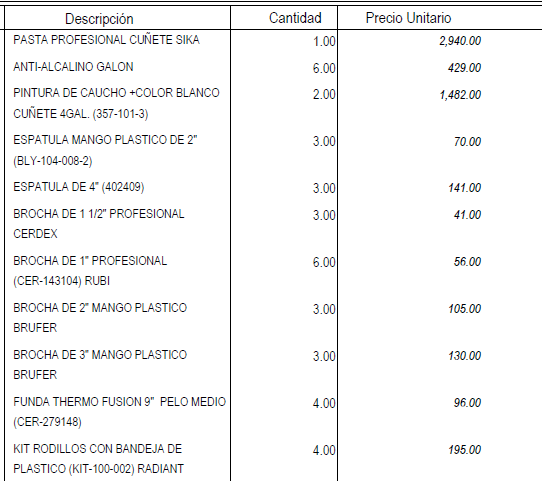 Descripción Cantidad Precio Unitario
PASTA PROFESIONAL CUÑETE SIKA 1.00 2,940.00
ANTI-ALCALINO GALON 6.00 429.00
PINTURA DE CAUCHO +COLOR BLANCO 2.00 1,482.00
CUÑETE 4GAL. (357-101-3)
ESPATULA MANGO PLASTICO DE 2" 3.00 70.00
(BLY-104-008-2)
ESPATULA DE 4" (402409) 3.00 141.00
BROCHA DE 1 1/2" PROFESIONAL 3.00 41.00
CERDEX
BROCHA DE 1" PROFESIONAL 6.00 56.00
(CER-143104) RUBI
BROCHA DE 2" MANGO PLASTICO 3.00 105.00
BRUFER
BROCHA DE 3" MANGO PLASTICO 3.00 130.00
BRUFER
FUNDA THERMO FUSION 9" PELO MEDIO 4.00 96.00
(CER-279148)
KIT RODILLOS CON BANDEJA DE 4.00 195.00
PLASTICO (KIT-100-002) RADIANT